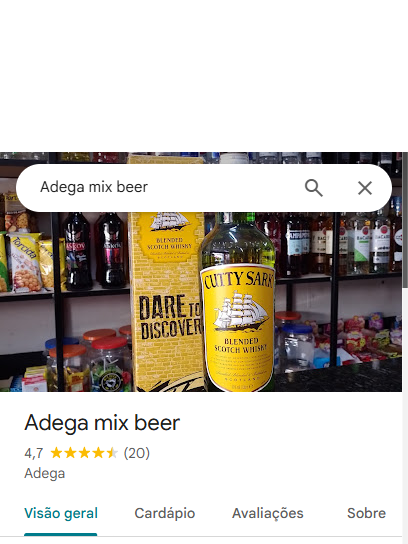 Adega mix beer
BLENDED
SCOTCH WHISKY
DARE TO
DISCOVER
CUTTY SARK
BLENDED
SCOTCH WHISKY
SCOTLAND
Adega mix beer
4,7 (20)
Adega
Visão geral Cardápio Avaliações Sobre